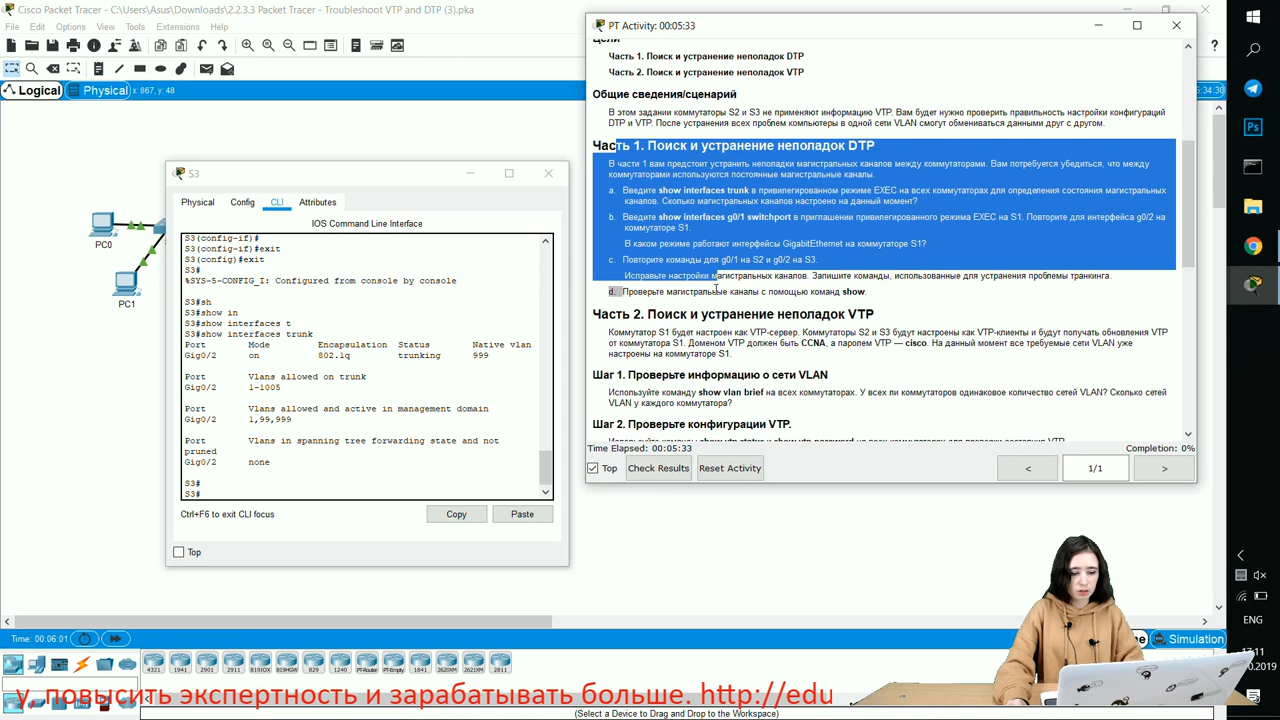 Cisco Packet Tracer - C:\Users\Asus\Downloads\2.2.3.3 Packet Tracer - Troubleshoot VTP and DTP (3).pka
File Edit Options View Tools Extensions Help
Logical Physical x: 867, y: 48
PC0
PC1
S3
Physical Config CLI Attributes
IOS Command Line Interface
S3(config-if)#
S3(config-if)#exit
S3(config)#exit
S3#
%SYS-5-CONFIG_I: Configured from console by console
S3#sh
S3#show in
S3#show interfaces t
S3#show interfaces trunk
Port Mode Encapsulation Status Native vlan
Gig0/2 on 802.1q trunking 999
Port Vlans allowed on trunk
Gig0/2 1-1005
Port Vlans allowed and active in management domain
Gig0/2 1,99,999
Port Vlans in spanning tree forwarding state and not
pruned
Gig0/2 none
S3#
S3#
Ctrl+F6 to exit CLI focus
Copy Paste
Top
PT Activity: 00:05:33
Цели
Часть 1. Поиск и устранение неполадок DTP
Часть 2. Поиск и устранение неполадок VTP
Общие сведения/сценарий
В этом задании коммутаторы S2 и S3 не применяют информацию VTP. Вам будет нужно проверить правильность настройки конфигураций
DTP и VTP. После устранения всех проблем компьютеры в одной сети VLAN смогут обмениваться данными друг с другом.
Часть 1. Поиск и устранение неполадок DTP
В части 1 вам предстоит устранить неполадки магистральных каналов между коммутаторами. Вам потребуется убедиться, что между
коммутаторами используются постоянные магистральные каналы.
a. Введите show interfaces trunk в привилегированном режиме EXEC на всех коммутаторах для определения состояния магистральных
каналов. Сколько магистральных каналов настроено на данный момент?
b. Введите show interfaces g0/1 switchport в приглашении привилегированного режима EXEC на S1. Повторите для интерфейса g0/2 на
коммутаторе S1.
В каком режиме работают интерфейсы GigabitEthernet на коммутаторе S1?
c. Повторите команды для g0/1 на S2 и g0/2 на S3.
Исправьте настройки магистральных каналов. Запишите команды, использованные для устранения проблемы транкинга.
d. Проверьте магистральные каналы с помощью команд show.
Часть 2. Поиск и устранение неполадок VTP
Коммутатор S1 будет настроен как VTP-сервер. Коммутаторы S2 и S3 будут настроены как VTP-клиенты и будут получать обновления VTP
от коммутатора S1. Доменом VTP должен быть CCNA, а паролем VTP — cisco. На данный момент все требуемые сети VLAN уже
настроены на коммутаторе S1.
Шаг 1. Проверьте информацию о сети VLAN
Используйте команду show vlan brief на всех коммутаторах. У всех ли коммутаторов одинаковое количество сетей VLAN? Сколько сетей
VLAN у каждого коммутатора?
Шаг 2. Проверьте конфигурации VTP.
Time Elapsed: 00:05:33 Completion: 0%
Top Check Results Reset Activity < 1/1 >
34:30
ENG
17:11
.2019
Time: 00:06:01
Simulation
4321 1941 2901 2911 819IOX 819HGW 829 1240 PT-Router PT-Empty 1841 2620XM 2621XM 2811
у, повысить экспертность и зарабатывать больше. http://edu
(Select a Device to Drag and Drop to the Workspace)